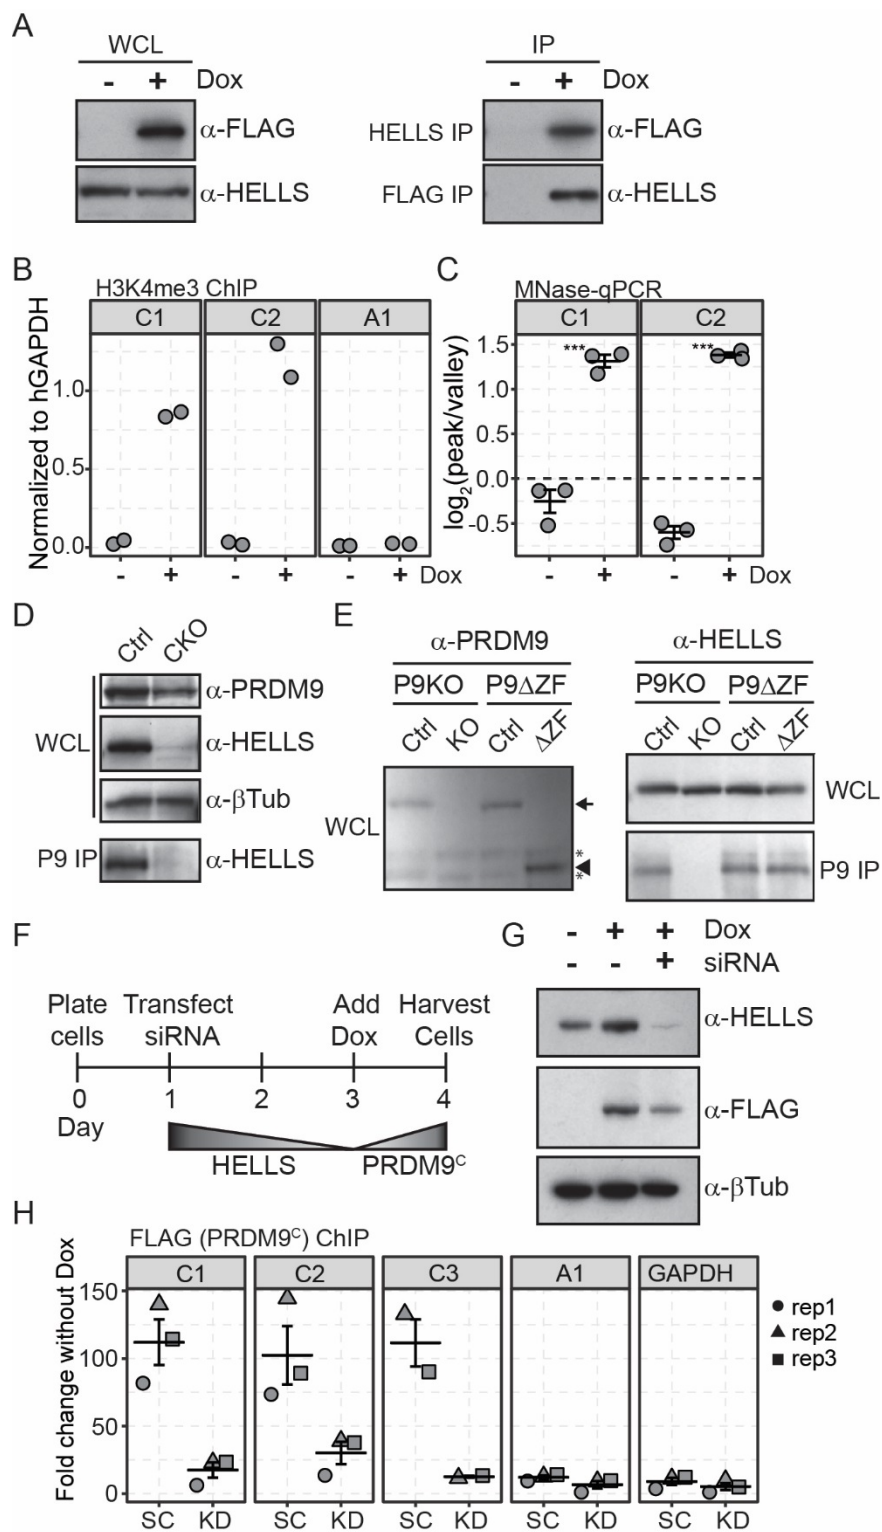 A
WCL
- + Dox
α-FLAG
α-HELLS
IP
- + Dox
HELLS IP α-FLAG
FLAG IP α-HELLS
B
H3K4me3 ChIP
C1 C2 A1
Normalized to hGAPDH
1.0
0.5
0.0
- + - + - + Dox
C
MNase-qPCR
C1 C2
log2(peak/valley)
1.5
1.0
0.5
0.0
-0.5
*** ***
- + - + Dox
D
Ctrl CKO
WCL
α-PRDM9
α-HELLS
α-βTub
P9 IP α-HELLS
E
α-PRDM9
P9KO P9ΔZF
Ctrl KO Ctrl ΔZF
WCL
*
*
α-HELLS
P9KO P9ΔZF
Ctrl KO Ctrl ΔZF
WCL
P9 IP
F
Plate cells
Transfect siRNA
Add Dox
Harvest Cells
0 1 2 3 4
Day
HELLS PRDM9ᶜ
G
- + + Dox
- - + siRNA
α-HELLS
α-FLAG
α-βTub
H
FLAG (PRDM9ᶜ) ChIP
C1 C2 C3 A1 GAPDH
Fold change without Dox
150
100
50
0
SC KD SC KD SC KD SC KD SC KD
rep1
rep2
rep3